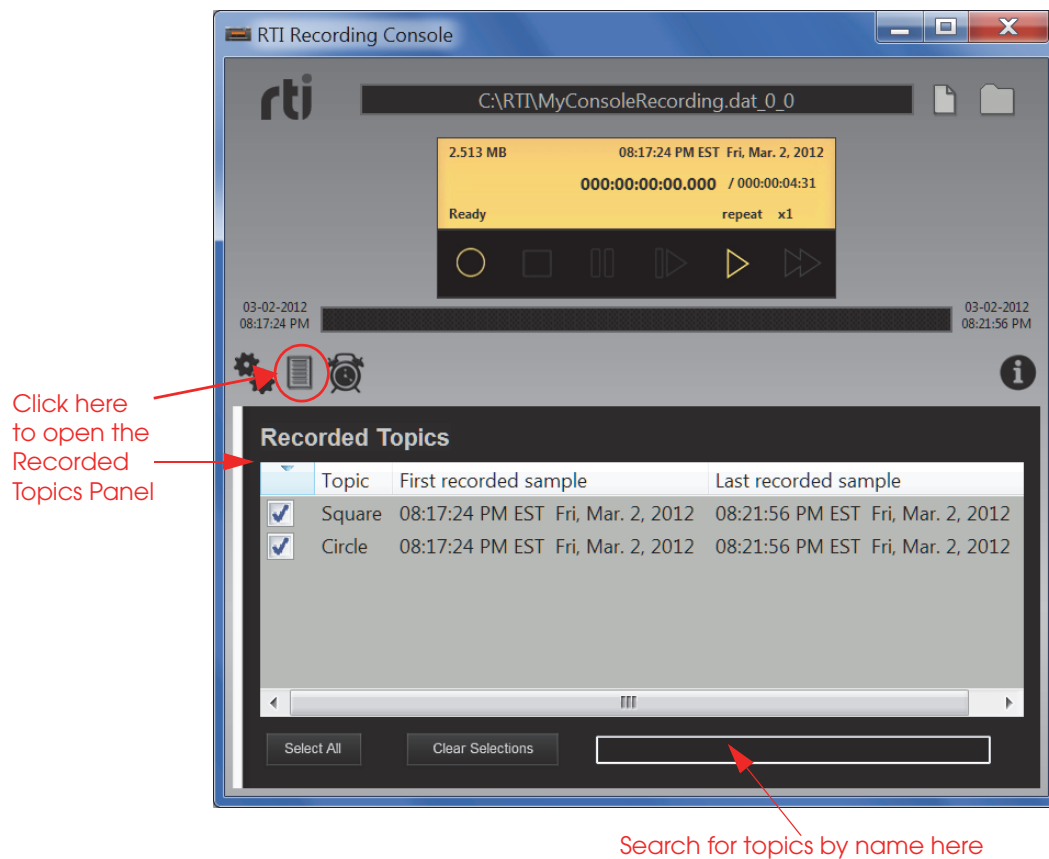 RTI Recording Console
rti
C:\RTI\MyConsoleRecording.dat_0_0
2.513 MB 08:17:24 PM EST Fri, Mar. 2, 2012
000:00:00:00.000 / 000:00:04:31
Ready repeat x1
03-02-2012
08:17:24 PM
03-02-2012
08:21:56 PM
Click here
to open the
Recorded
Topics Panel
Recorded Topics
Topic First recorded sample Last recorded sample
Square 08:17:24 PM EST Fri, Mar. 2, 2012 08:21:56 PM EST Fri, Mar. 2, 2012
Circle 08:17:24 PM EST Fri, Mar. 2, 2012 08:21:56 PM EST Fri, Mar. 2, 2012
Select All Clear Selections
Search for topics by name here